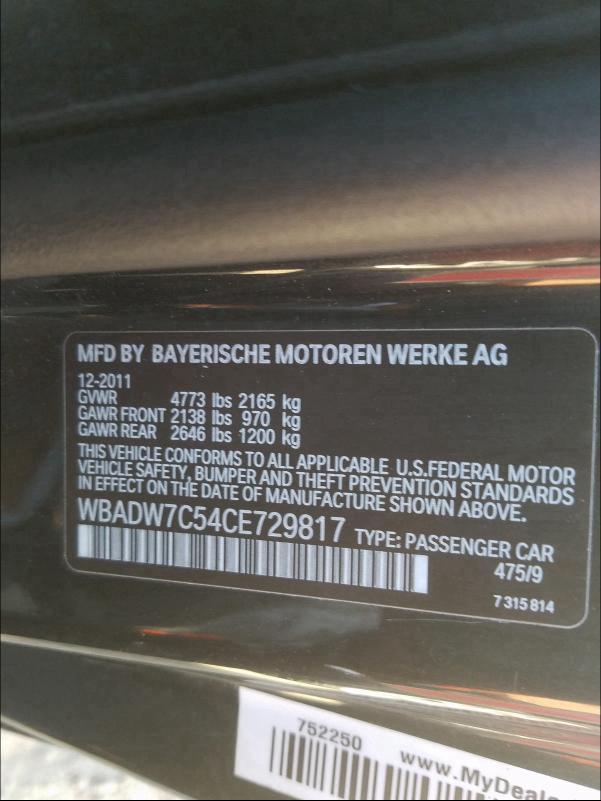 MFD BY BAYERISCHE MOTOREN WERKE AG
12-2011
GVWR 4773 lbs 2165 kg
GAWR FRONT 2138 lbs 970 kg
GAWR REAR 2646 lbs 1200 kg
THIS VEHICLE CONFORMS TO ALL APPLICABLE U.S.FEDERAL MOTOR
VEHICLE SAFETY, BUMPER AND THEFT PREVENTION STANDARDS
IN EFFECT ON THE DATE OF MANUFACTURE SHOWN ABOVE.
WBADW7C54CE729817 TYPE: PASSENGER CAR
475/9
7 315 814
752250
www.MyDeale